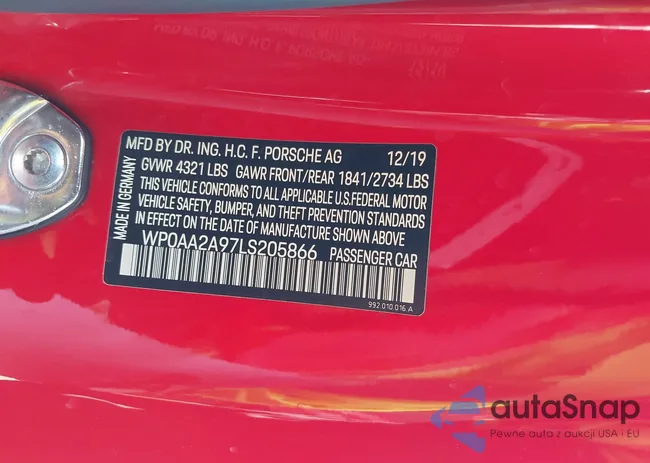 MFD BY DR. ING. H.C. F. PORSCHE AG 12/19
GVWR 4321 LBS GAWR FRONT/REAR 1841/2734 LBS
THIS VEHICLE CONFORMS TO ALL APPLICABLE U.S.FEDERAL MOTOR
VEHICLE SAFETY, BUMPER, AND THEFT PREVENTION STANDARDS
IN EFFECT ON THE DATE OF MANUFACTURE SHOWN ABOVE.
WP0AA2A97LS205866 PASSENGER CAR
MADE IN GERMANY
992.010.016.A
autaSnap
Pewne auta z aukcji USA i EU